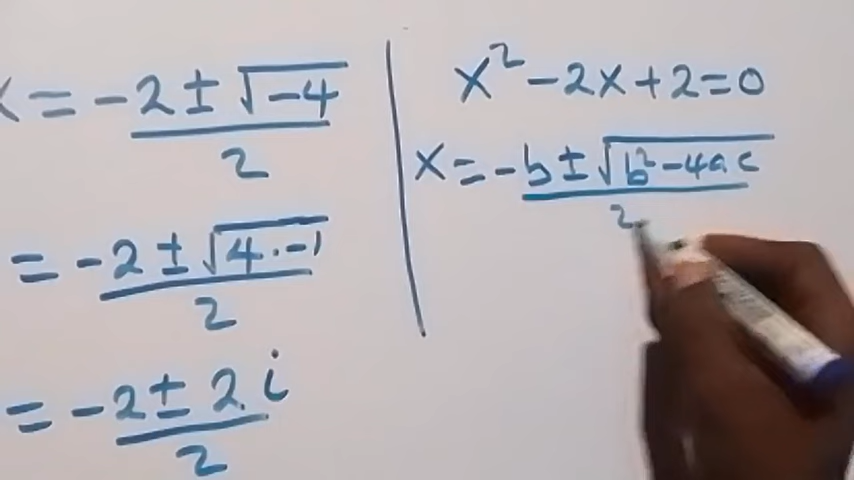 x = -2 ± √-4
2
= -2 ± √4·-1
2
= -2 ± 2i
2
x² - 2x + 2 = 0
x = -b ± √b² - 4ac
2